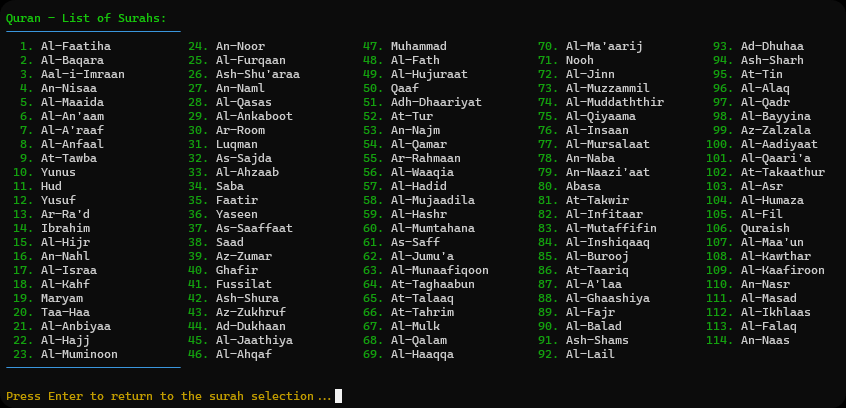 Quran - List of Surahs:
1. Al-Faatiha 24. An-Noor 47. Muhammad 70. Al-Ma'aarij 93. Ad-Dhuhaa
2. Al-Baqara 25. Al-Furqaan 48. Al-Fath 71. Nooh 94. Ash-Sharh
3. Aal-i-Imraan 26. Ash-Shu'araa 49. Al-Hujuraat 72. Al-Jinn 95. At-Tin
4. An-Nisaa 27. An-Naml 50. Qaaf 73. Al-Muzzammil 96. Al-Alaq
5. Al-Maaida 28. Al-Qasas 51. Adh-Dhaariyat 74. Al-Muddaththir 97. Al-Qadr
6. Al-An'aam 29. Al-Ankaboot 52. At-Tur 75. Al-Qiyaama 98. Al-Bayyina
7. Al-A'raaf 30. Ar-Room 53. An-Najm 76. Al-Insaan 99. Az-Zalzala
8. Al-Anfaal 31. Luqman 54. Al-Qamar 77. Al-Mursalaat 100. Al-Aadiyaat
9. At-Tawba 32. As-Sajda 55. Ar-Rahmaan 78. An-Naba 101. Al-Qaari'a
10. Yunus 33. Al-Ahzaab 56. Al-Waaqia 79. An-Naazi'aat 102. At-Takaathur
11. Hud 34. Saba 57. Al-Hadid 80. Abasa 103. Al-Asr
12. Yusuf 35. Faatir 58. Al-Mujaadila 81. At-Takwir 104. Al-Humaza
13. Ar-Ra'd 36. Yaseen 59. Al-Hashr 82. Al-Infitaar 105. Al-Fil
14. Ibrahim 37. As-Saaffaat 60. Al-Mumtahana 83. Al-Mutaffifin 106. Quraish
15. Al-Hijr 38. Saad 61. As-Saff 84. Al-Inshiqaaq 107. Al-Maa'un
16. An-Nahl 39. Az-Zumar 62. Al-Jumu'a 85. Al-Burooj 108. Al-Kawthar
17. Al-Israa 40. Ghafir 63. Al-Munaafiqoon 86. At-Taariq 109. Al-Kaafiroon
18. Al-Kahf 41. Fussilat 64. At-Taghaabun 87. Al-A'laa 110. An-Nasr
19. Maryam 42. Ash-Shura 65. At-Talaaq 88. Al-Ghaashiya 111. Al-Masad
20. Taa-Haa 43. Az-Zukhruf 66. At-Tahrim 89. Al-Fajr 112. Al-Ikhlaas
21. Al-Anbiyaa 44. Ad-Dukhaan 67. Al-Mulk 90. Al-Balad 113. Al-Falaq
22. Al-Hajj 45. Al-Jaathiya 68. Al-Qalam 91. Ash-Shams 114. An-Naas
23. Al-Muminoon 46. Al-Ahqaf 69. Al-Haaqqa 92. Al-Lail
Press Enter to return to the surah selection...